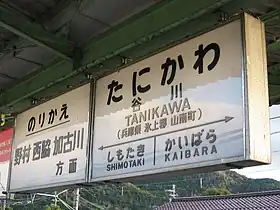 のりかえ
野村 西脇 加古川
方面
たにかわ
谷川
TANIKAWA
(兵庫県 氷上郡 山南町)
しもたき かいばら
SHIMOTAKI KAIBARA